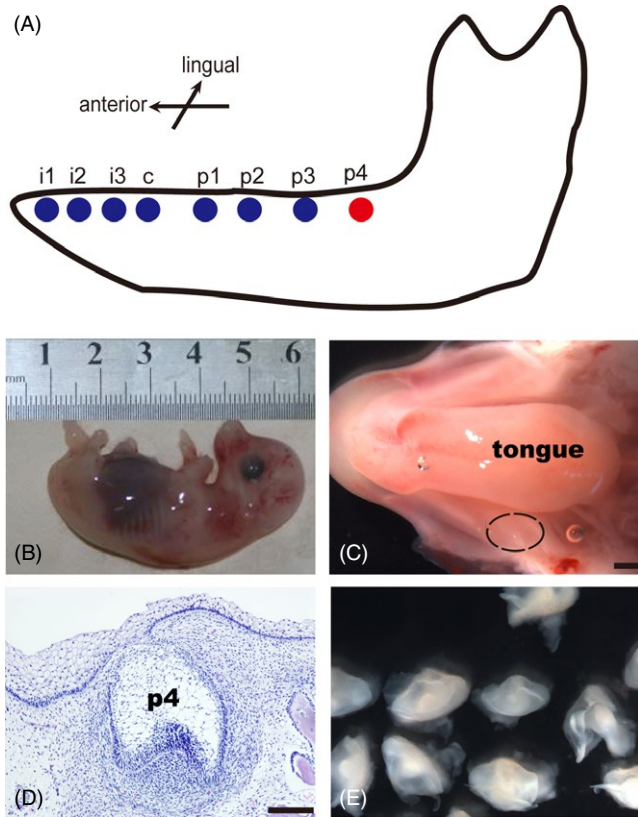 (A)
lingual
anterior
i1 i2 i3 c p1 p2 p3 p4
1 2 3 4 5 6
mm
(B)
tongue
(C)
p4
(D)
(E)